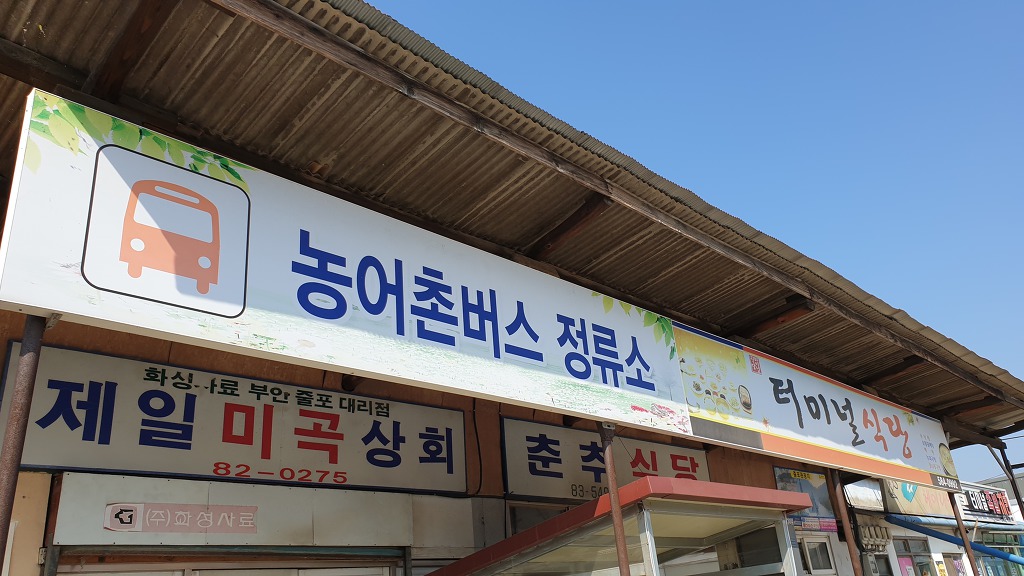 농어촌버스 정류소
터미널식당
584-0002
화성사료 부안 줄포 대리점
제일미곡상회
82-0275
춘추식당
(주)화성사료